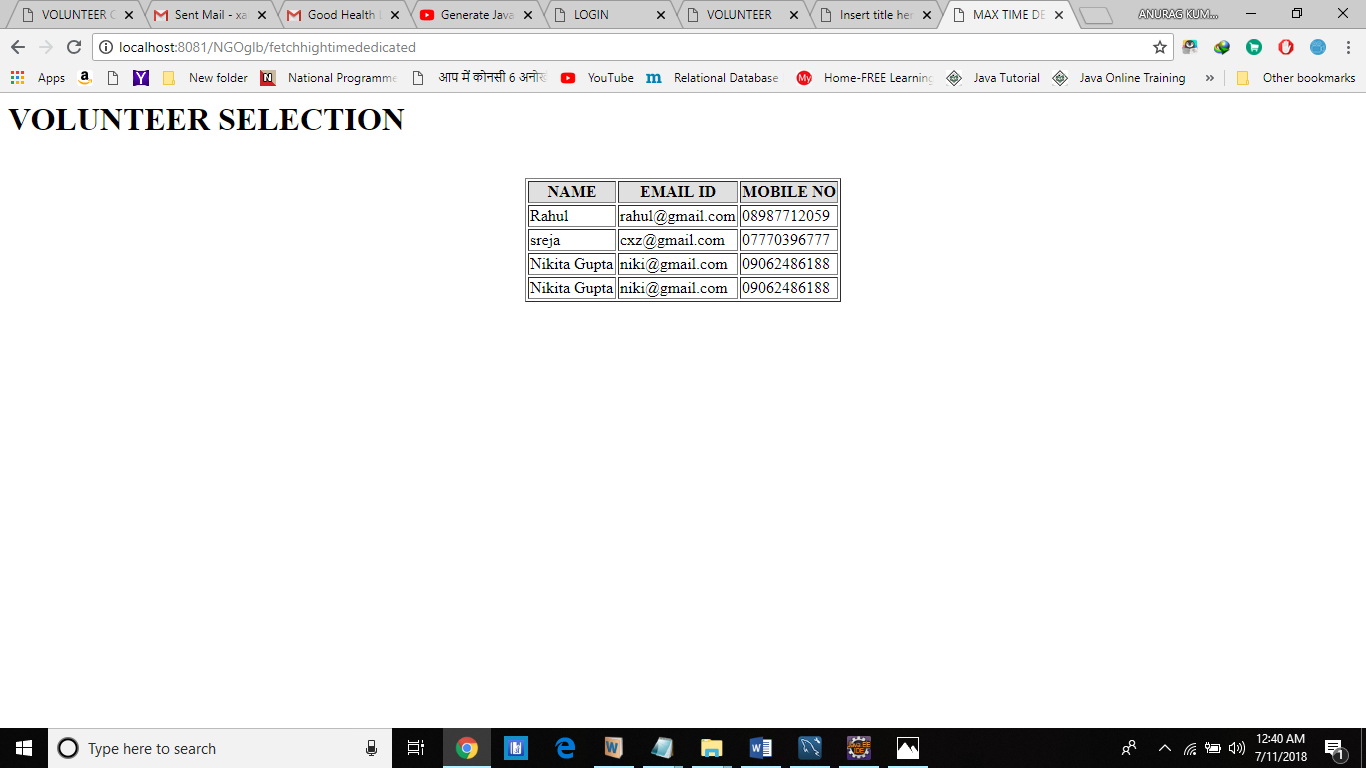 VOLUNTEER Sent Mail - xa Good Health Generate Java LOGIN VOLUNTEER Insert title her MAX TIME DE ANURAG KUM...
localhost:8081/NGOglb/fetchhightimededicated
Apps New folder National Programme आप में कोनसी 6 YouTube Relational Database Home-FREE Learning Java Tutorial Java Online Training » Other bookmarks
VOLUNTEER SELECTION
NAME EMAIL ID MOBILE NO
Rahul rahul@gmail.com 08987712059
sreja cxz@gmail.com 07770396777
Nikita Gupta niki@gmail.com 09062486188
Nikita Gupta niki@gmail.com 09062486188
Type here to search 12:40 AM
7/11/2018 1